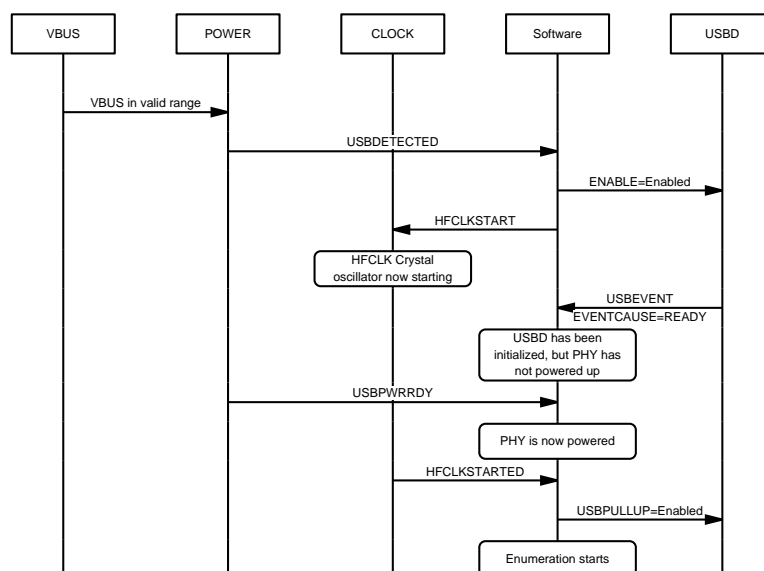 VBUS
POWER
CLOCK
Software
USBD
VBUS in valid range
USBDETECTED
ENABLE=Enabled
HFCLKSTART
HFCLK Crystal
oscillator now starting
USBEVENT
EVENTCAUSE=READY
USBD has been
initialized, but PHY has
not powered up
USBPWRRDY
PHY is now powered
HFCLKSTARTED
USBPULLUP=Enabled
Enumeration starts